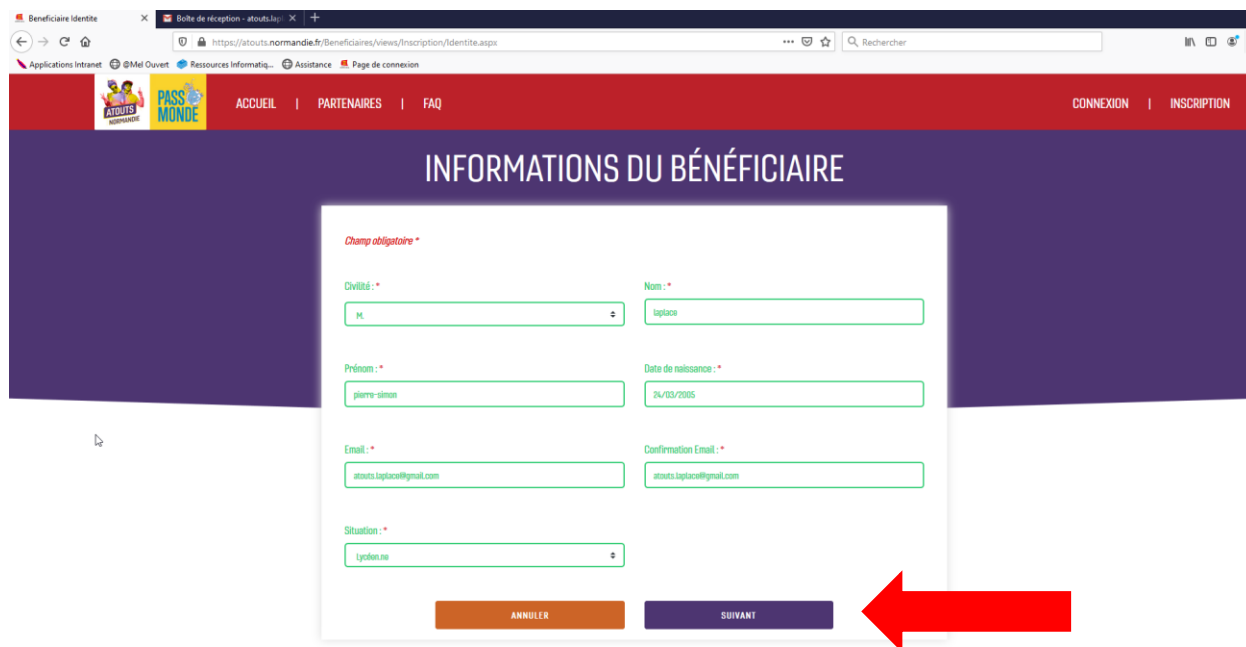 Beneficiaire Identite
Boîte de réception - atouts.lapl
https://atouts.normandie.fr/Beneficiaires/views/Inscription/Identite.aspx
Rechercher
Applications Intranet @Mel Ouvert Ressources Informatiq... Assistance Page de connexion
ATOUTS NORMANDIE
PASS MONDE
ACCUEIL | PARTENAIRES | FAQ
CONNEXION | INSCRIPTION
INFORMATIONS DU BÉNÉFICIAIRE
Champ obligatoire *
Civilité : *
Nom : *
M.
laplace
Prénom : *
Date de naissance : *
pierre-simon
24/03/2005
Email : *
Confirmation Email : *
atouts.laplace@gmail.com
atouts.laplace@gmail.com
Situation : *
Lycéen.ne
ANNULER
SUIVANT